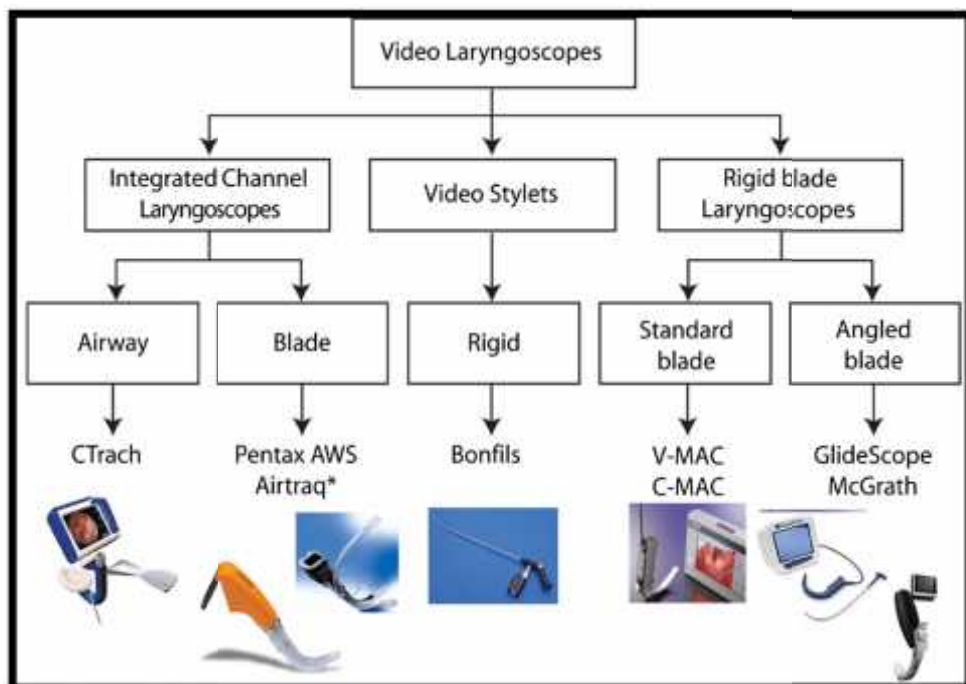 Video Laryngoscopes
Integrated Channel
Laryngoscopes
Video Stylets
Rigid blade
Laryngoscopes
Airway
Blade
Rigid
Standard
blade
Angled
blade
CTrach
Pentax AWS
Airtraq*
Bonfils
V-MAC
C-MAC
GlideScope
McGrath